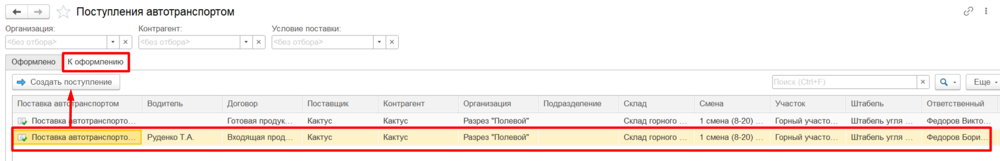 Поступления автотранспортом
Организация: Контрагент: Условие поставки:
<без отбора> <без отбора> <без отбора>
Оформлено К оформлению
Создать поступление Поиск (Ctrl+F) Еще
Поставка автотранспортом Водитель Договор Поставщик Контрагент Организация Подразделение Склад Смена Участок Штабель Ответственный
Поставка автотранспорто... Готовая продук... Кактус Кактус Разрез "Полевой" Склад горного ... 1 смена (8-20) ... Горный участо... Штабель угля ... Федоров Викто...
Поставка автотранспорто... Руденко Т.А. Входящая прод... Кактус Кактус Разрез "Полевой" Склад горного ... 1 смена (8-20) ... Горный участо... Штабель угля ... Федоров Бори...